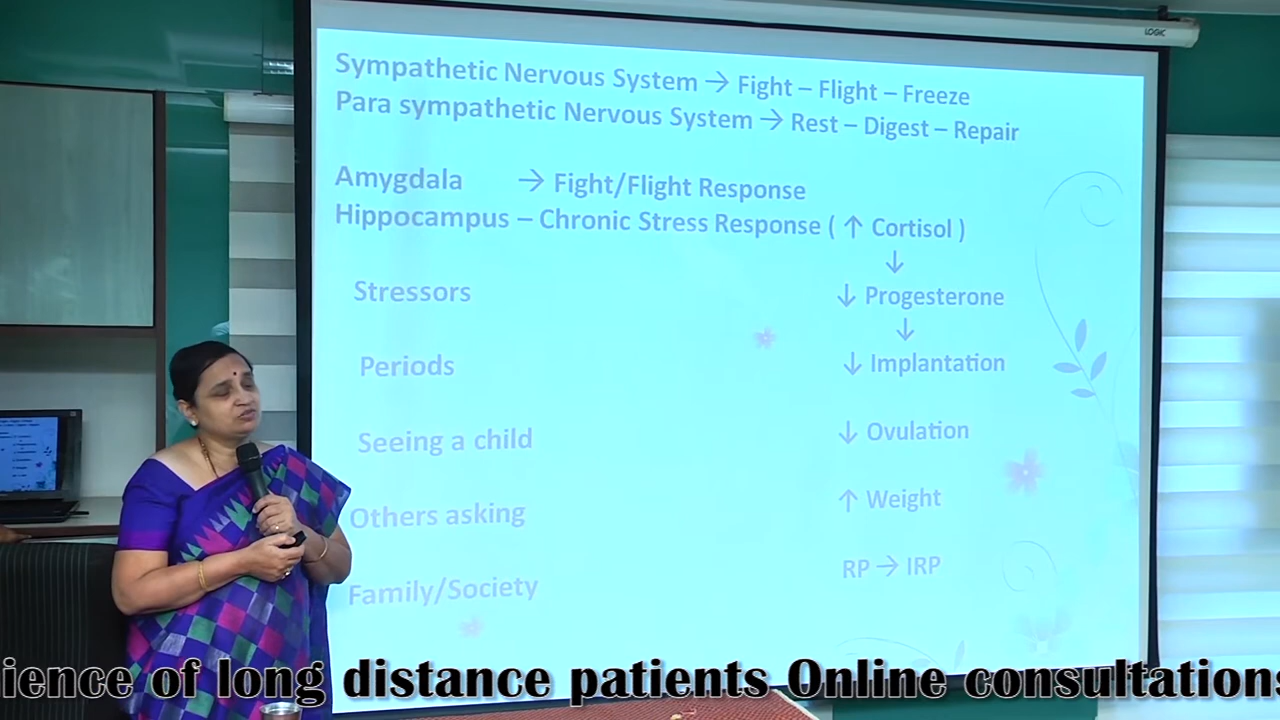 LOGIC
Sympathetic Nervous System → Fight – Flight – Freeze
Para sympathetic Nervous System → Rest – Digest – Repair
Amygdala → Fight/Flight Response
Hippocampus – Chronic Stress Response ( ↑ Cortisol )
↓
Stressors ↓ Progesterone
↓
Periods ↓ Implantation
Seeing a child ↓ Ovulation
Others asking ↑ Weight
Family/Society RP → IRP
ience of long distance patients Online consultations